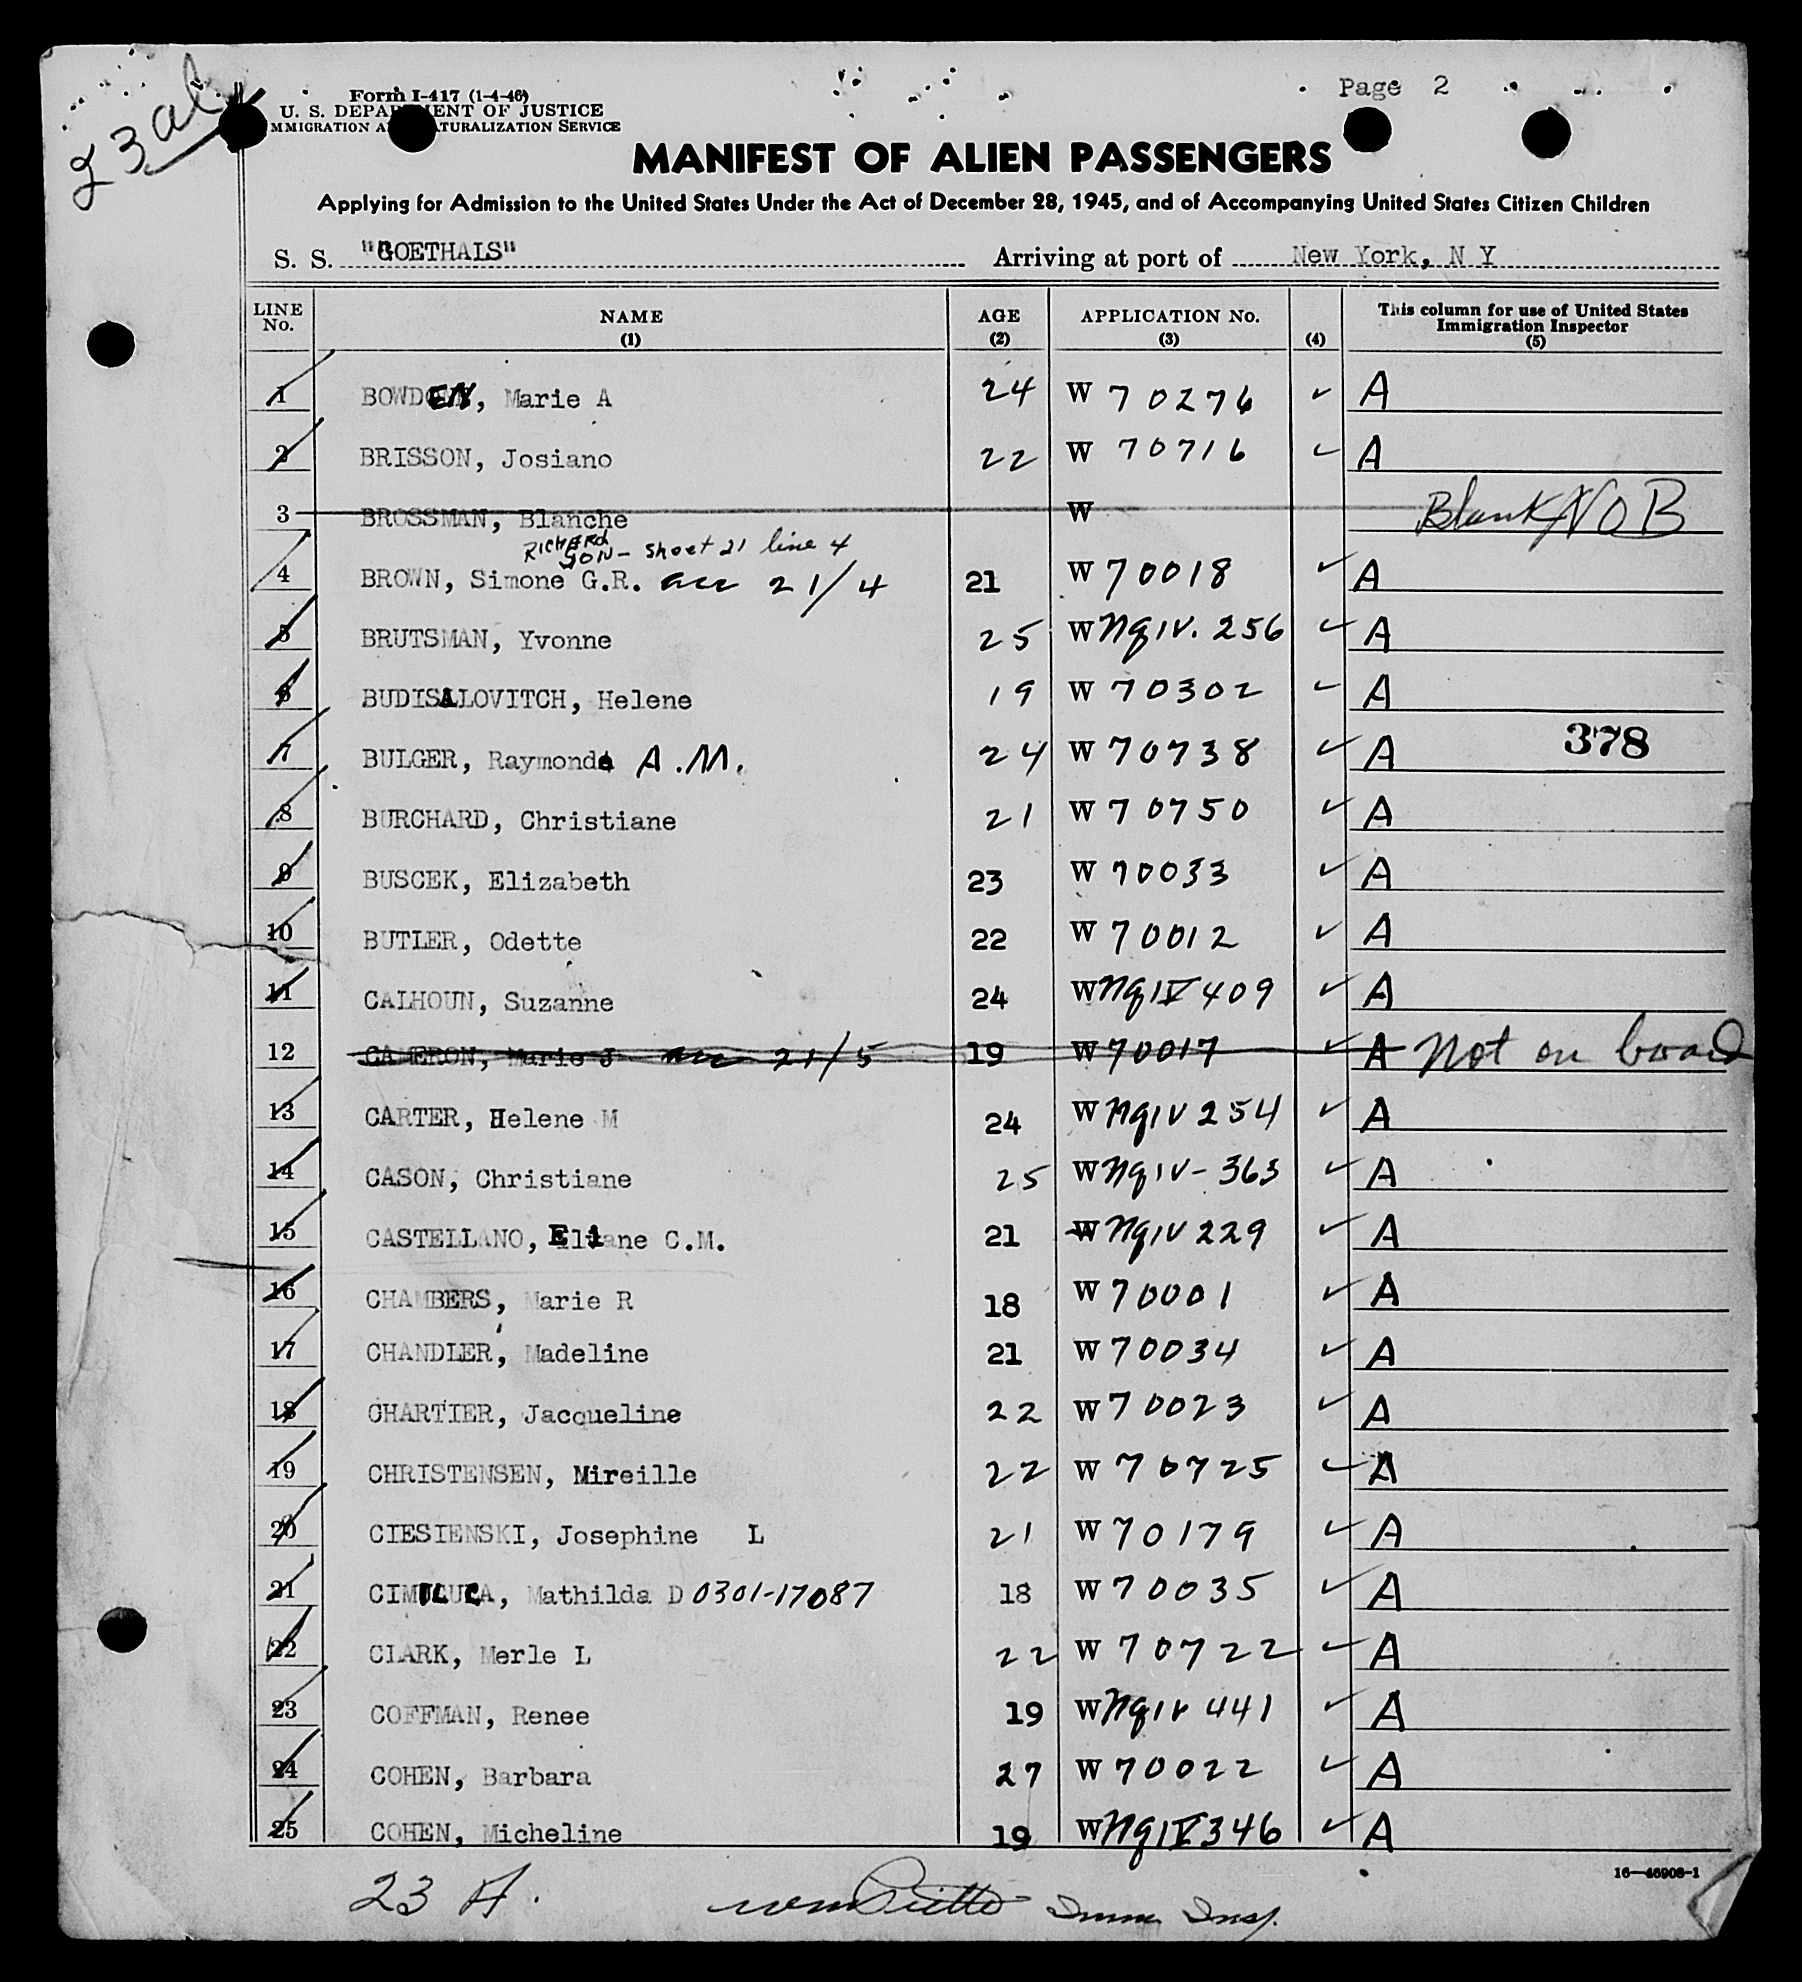 23 al
Form I-417 (1-4-46)
Page 2
U. S. DEPARTMENT OF JUSTICE
IMMIGRATION AND NATURALIZATION SERVICE
MANIFEST OF ALIEN PASSENGERS
Applying for Admission to the United States Under the Act of December 28, 1945, and of Accompanying United States Citizen Children
S. S. "GOETHALS" Arriving at port of New York, N Y
LINE No. NAME (1) AGE (2) APPLICATION No. (3) (4) This column for use of United States Immigration Inspector (5)
1 BOWDEN, Marie A 24 W 70276 ✓ A
2 BRISSON, Josiano 22 W 70716 ✓ A
3 BROSSMAN, Blanche W Blank NOB
RICHARD SON - Sheet 21 line 4
4 BROWN, Simone G.R. acc 21/4 21 W 70018 ✓ A
5 BRUTSMAN, Yvonne 25 W nqiv. 256 ✓ A
6 BUDISALOVITCH, Helene 19 W 70302 ✓ A
378
7 BULGER, Raymonde A.M. 24 W 70738 ✓ A
8 BURCHARD, Christiane 21 W 70750 ✓ A
9 BUSCEK, Elizabeth 23 W 70033 ✓ A
10 BUTLER, Odette 22 W 70012 ✓ A
11 CALHOUN, Suzanne 24 W nqIV 409 ✓ A
12 CAMERON, Marie J acc 21/5 19 W 70017 ✓ A Not on board
13 CARTER, Helene M 24 W nqiv 254 ✓ A
14 CASON, Christiane 25 W nqiv - 363 ✓ A
15 CASTELLANO, Eliane C.M. 21 W nqiv 229 ✓ A
16 CHAMBERS, Marie R 18 W 70001 ✓ A
17 CHANDLER, Madeline 21 W 70034 ✓ A
18 CHARTIER, Jacqueline 22 W 70023 ✓ A
19 CHRISTENSEN, Mireille 22 W 70725 ✓ A
20 CIESIENSKI, Josephine L 21 W 70179 ✓ A
21 Mathilda D 0301-17087 18 W 70035 ✓ A
22 CLARK, Merle L 22 W 70722 ✓ A
23 COFFMAN, Renee 19 W nqiv 441 ✓ A
24 COHEN, Barbara 27 W 70022 ✓ A
25 COHEN, Micheline 19 W nqIV 346 ✓ A
16—46908-1
23 A.
Imm Insp.